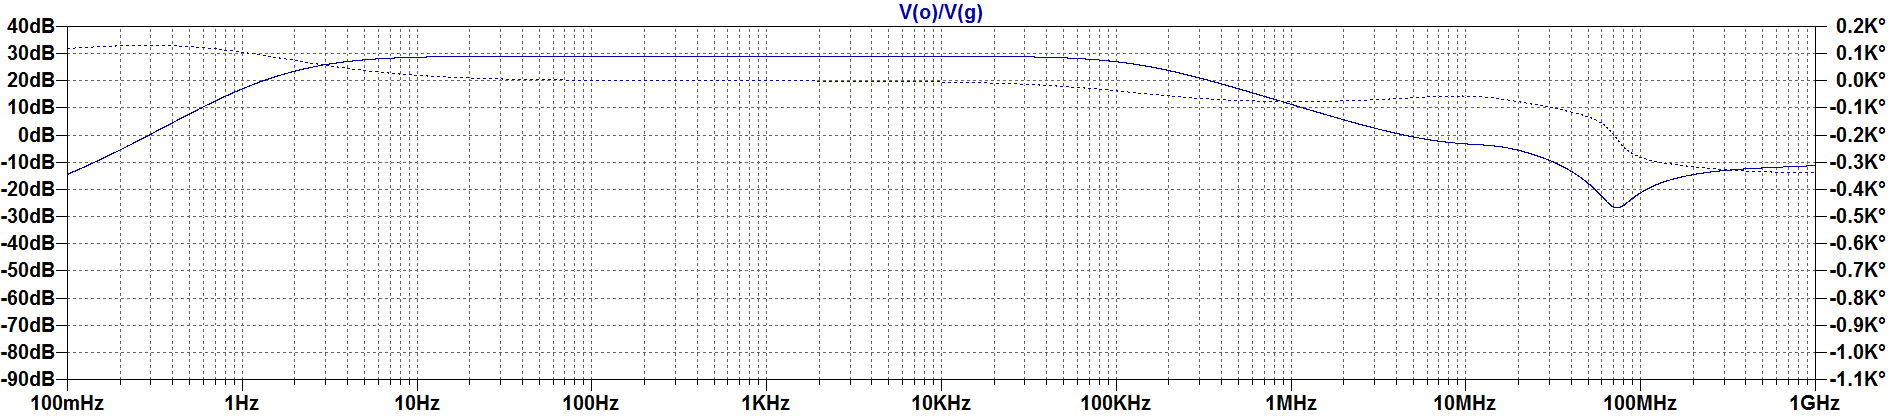 V(o)/V(g)
40dB 0.2K°
30dB 0.1K°
20dB 0.0K°
10dB -0.1K°
0dB -0.2K°
-10dB -0.3K°
-20dB -0.4K°
-30dB -0.5K°
-40dB -0.6K°
-50dB -0.7K°
-60dB -0.8K°
-70dB -0.9K°
-80dB -1.0K°
-90dB -1.1K°
100mHz 1Hz 10Hz 100Hz 1KHz 10KHz 100KHz 1MHz 10MHz 100MHz 1GHz